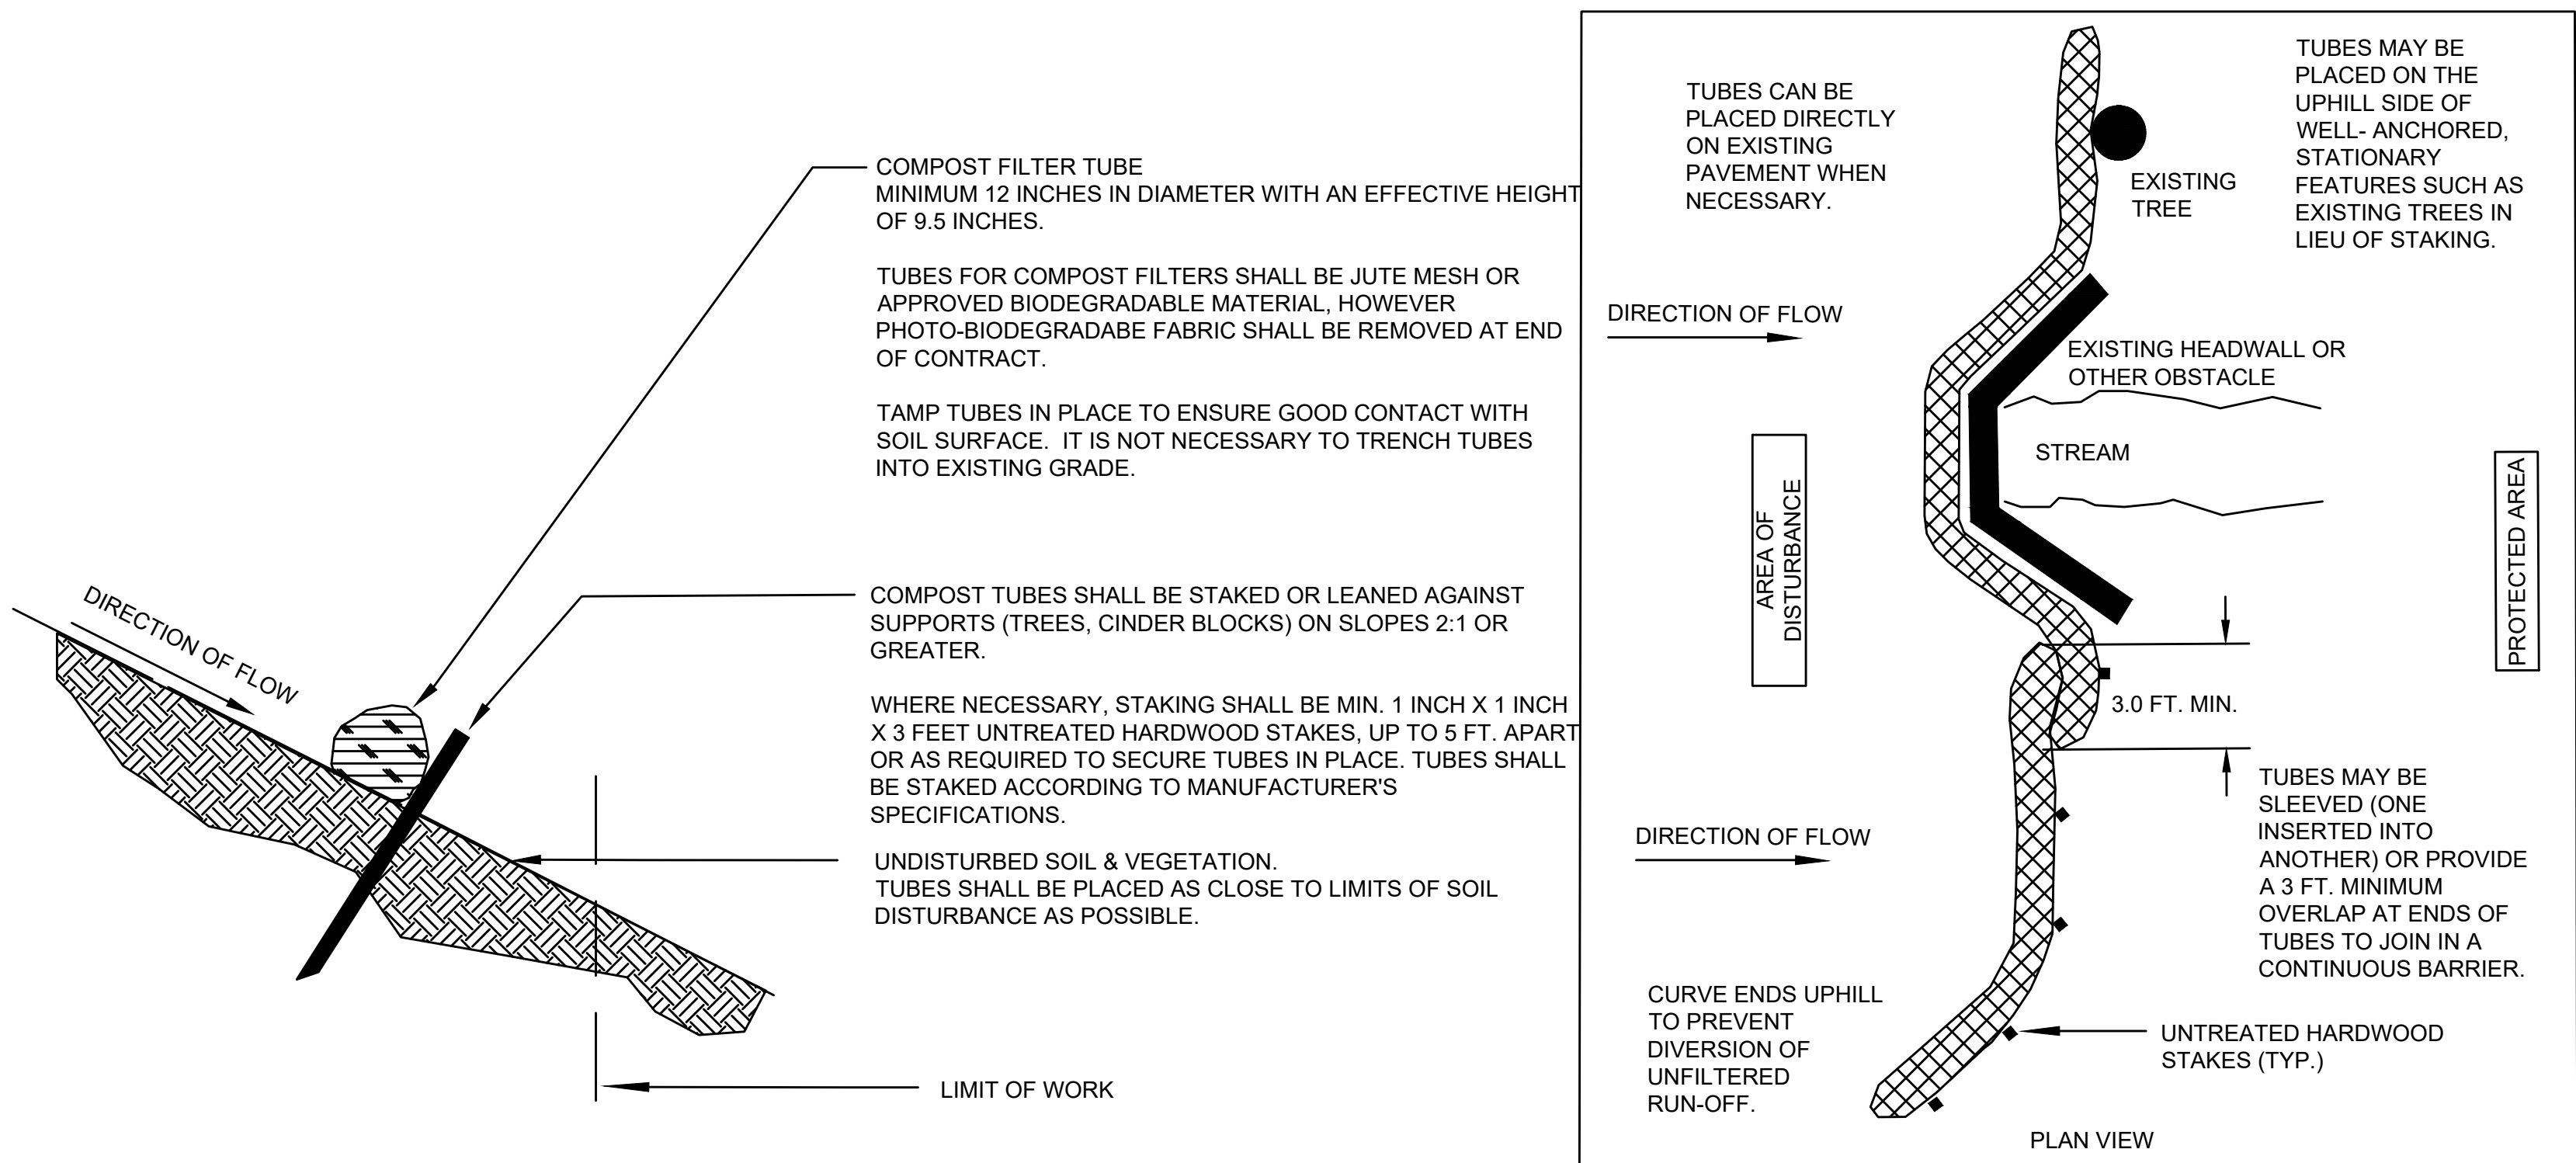 COMPOST FILTER TUBE
MINIMUM 12 INCHES IN DIAMETER WITH AN EFFECTIVE HEIGHT
OF 9.5 INCHES.
TUBES FOR COMPOST FILTERS SHALL BE JUTE MESH OR
APPROVED BIODEGRADABLE MATERIAL, HOWEVER
PHOTO-BIODEGRADABE FABRIC SHALL BE REMOVED AT END
OF CONTRACT.
TAMP TUBES IN PLACE TO ENSURE GOOD CONTACT WITH
SOIL SURFACE.  IT IS NOT NECESSARY TO TRENCH TUBES
INTO EXISTING GRADE.
DIRECTION OF FLOW
COMPOST TUBES SHALL BE STAKED OR LEANED AGAINST
SUPPORTS (TREES, CINDER BLOCKS) ON SLOPES 2:1 OR
GREATER.
WHERE NECESSARY, STAKING SHALL BE MIN. 1 INCH X 1 INCH
X 3 FEET UNTREATED HARDWOOD STAKES, UP TO 5 FT. APART
OR AS REQUIRED TO SECURE TUBES IN PLACE. TUBES SHALL
BE STAKED ACCORDING TO MANUFACTURER'S
SPECIFICATIONS.
UNDISTURBED SOIL & VEGETATION.
TUBES SHALL BE PLACED AS CLOSE TO LIMITS OF SOIL
DISTURBANCE AS POSSIBLE.
LIMIT OF WORK
TUBES CAN BE
PLACED DIRECTLY
ON EXISTING
PAVEMENT WHEN
NECESSARY.
TUBES MAY BE
PLACED ON THE
UPHILL SIDE OF
WELL- ANCHORED,
STATIONARY
FEATURES SUCH AS
EXISTING TREES IN
LIEU OF STAKING.
EXISTING
TREE
DIRECTION OF FLOW
EXISTING HEADWALL OR
OTHER OBSTACLE
STREAM
AREA OF
DISTURBANCE
PROTECTED AREA
3.0 FT. MIN.
DIRECTION OF FLOW
TUBES MAY BE
SLEEVED (ONE
INSERTED INTO
ANOTHER) OR PROVIDE
A 3 FT. MINIMUM
OVERLAP AT ENDS OF
TUBES TO JOIN IN A
CONTINUOUS BARRIER.
CURVE ENDS UPHILL
TO PREVENT
DIVERSION OF
UNFILTERED
RUN-OFF.
UNTREATED HARDWOOD
STAKES (TYP.)
PLAN VIEW